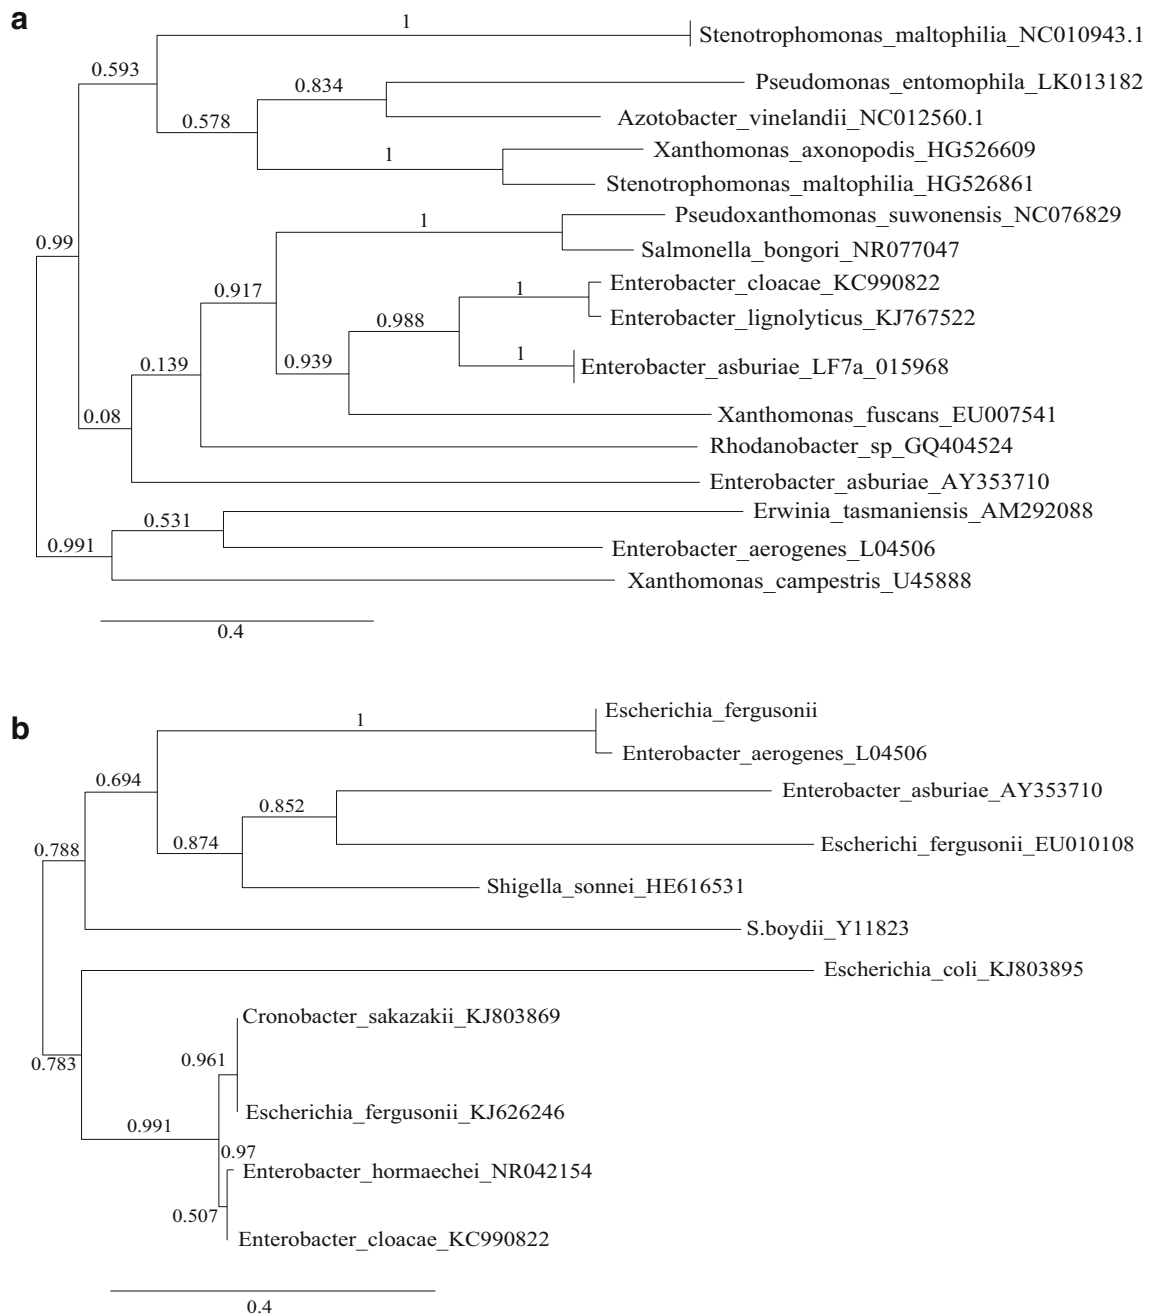 a
1
Stenotrophomonas_maltophilia_NC010943.1
0.593
0.834
Pseudomonas_entomophila_LK013182
0.578
Azotobacter_vinelandii_NC012560.1
1
Xanthomonas_axonopodis_HG526609
Stenotrophomonas_maltophilia_HG526861
1
Pseudoxanthomonas_suwonensis_NC076829
0.99
Salmonella_bongori_NR077047
0.917
1
Enterobacter_cloacae_KC990822
0.988
Enterobacter_lignolyticus_KJ767522
0.139
0.939
1
Enterobacter_asburiae_LF7a_015968
0.08
Xanthomonas_fuscans_EU007541
Rhodanobacter_sp_GQ404524
Enterobacter_asburiae_AY353710
0.531
Erwinia_tasmaniensis_AM292088
0.991
Enterobacter_aerogenes_L04506
Xanthomonas_campestris_U45888
0.4
b
1
Escherichia_fergusonii
Enterobacter_aerogenes_L04506
0.694
0.852
Enterobacter_asburiae_AY353710
0.788
0.874
Escherichi_fergusonii_EU010108
Shigella_sonnei_HE616531
S.boydii_Y11823
Escherichia_coli_KJ803895
Cronobacter_sakazakii_KJ803869
0.783
0.961
Escherichia_fergusonii_KJ626246
0.991
0.97
Enterobacter_hormaechei_NR042154
0.507
Enterobacter_cloacae_KC990822
0.4